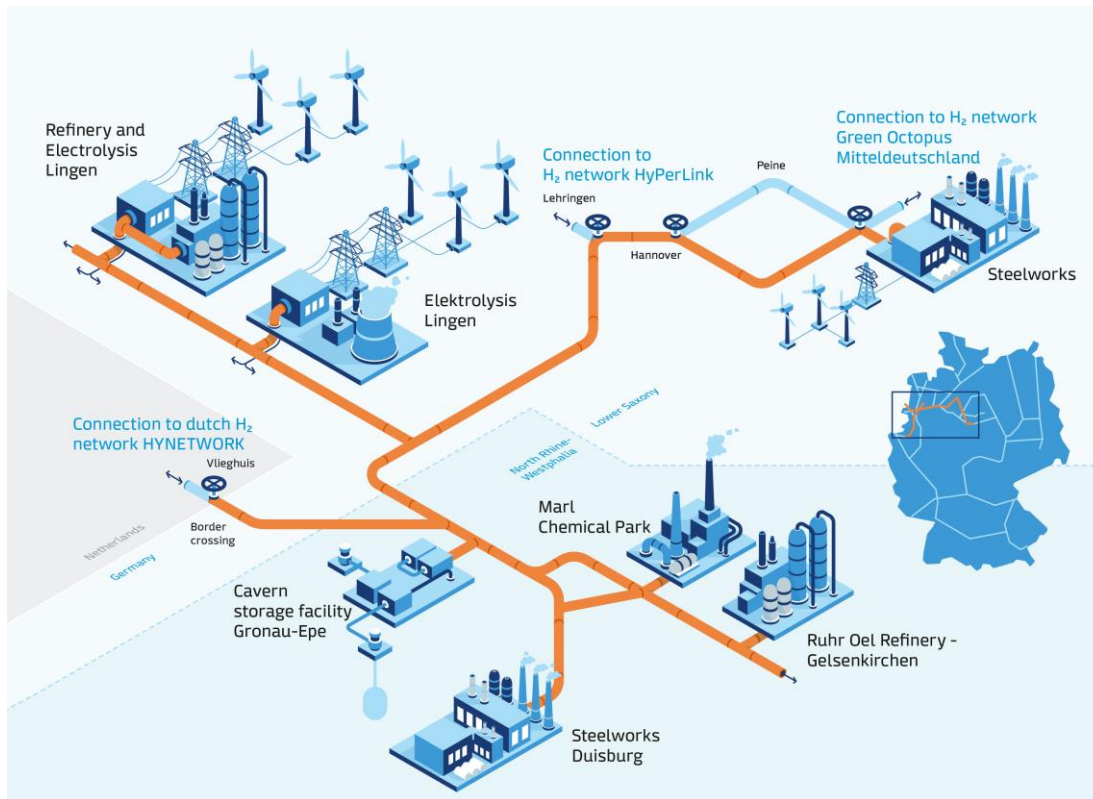 Refinery and
Electrolysis
Lingen
Connection to
H₂ network HyPerLink
Lehringen
Hannover
Peine
Connection to H₂ network
Green Octopus
Mitteldeutschland
Steelworks
Elektrolysis
Lingen
Connection to dutch H₂
network HYNETWORK
Vlieghuis
Border
crossing
Netherlands
Germany
Lower Saxony
North Rhine-
Westphalia
Marl
Chemical Park
Cavern
storage facility
Gronau-Epe
Ruhr Oel Refinery -
Gelsenkirchen
Steelworks
Duisburg